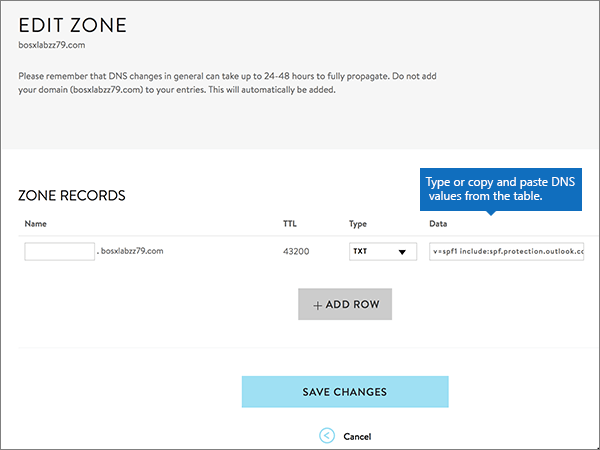 EDIT ZONE
bosxlabzz79.com
Please remember that DNS changes in general can take up to 24-48 hours to fully propagate. Do not add
your domain (bosxlabzz79.com) to your entries. This will automatically be added.
Type or copy and paste DNS
values from the table.
ZONE RECORDS
Name TTL Type Data
. bosxlabzz79.com 43200 TXT v=spf1 include:spf.protection.outlook.cc
+ ADD ROW
SAVE CHANGES
< Cancel